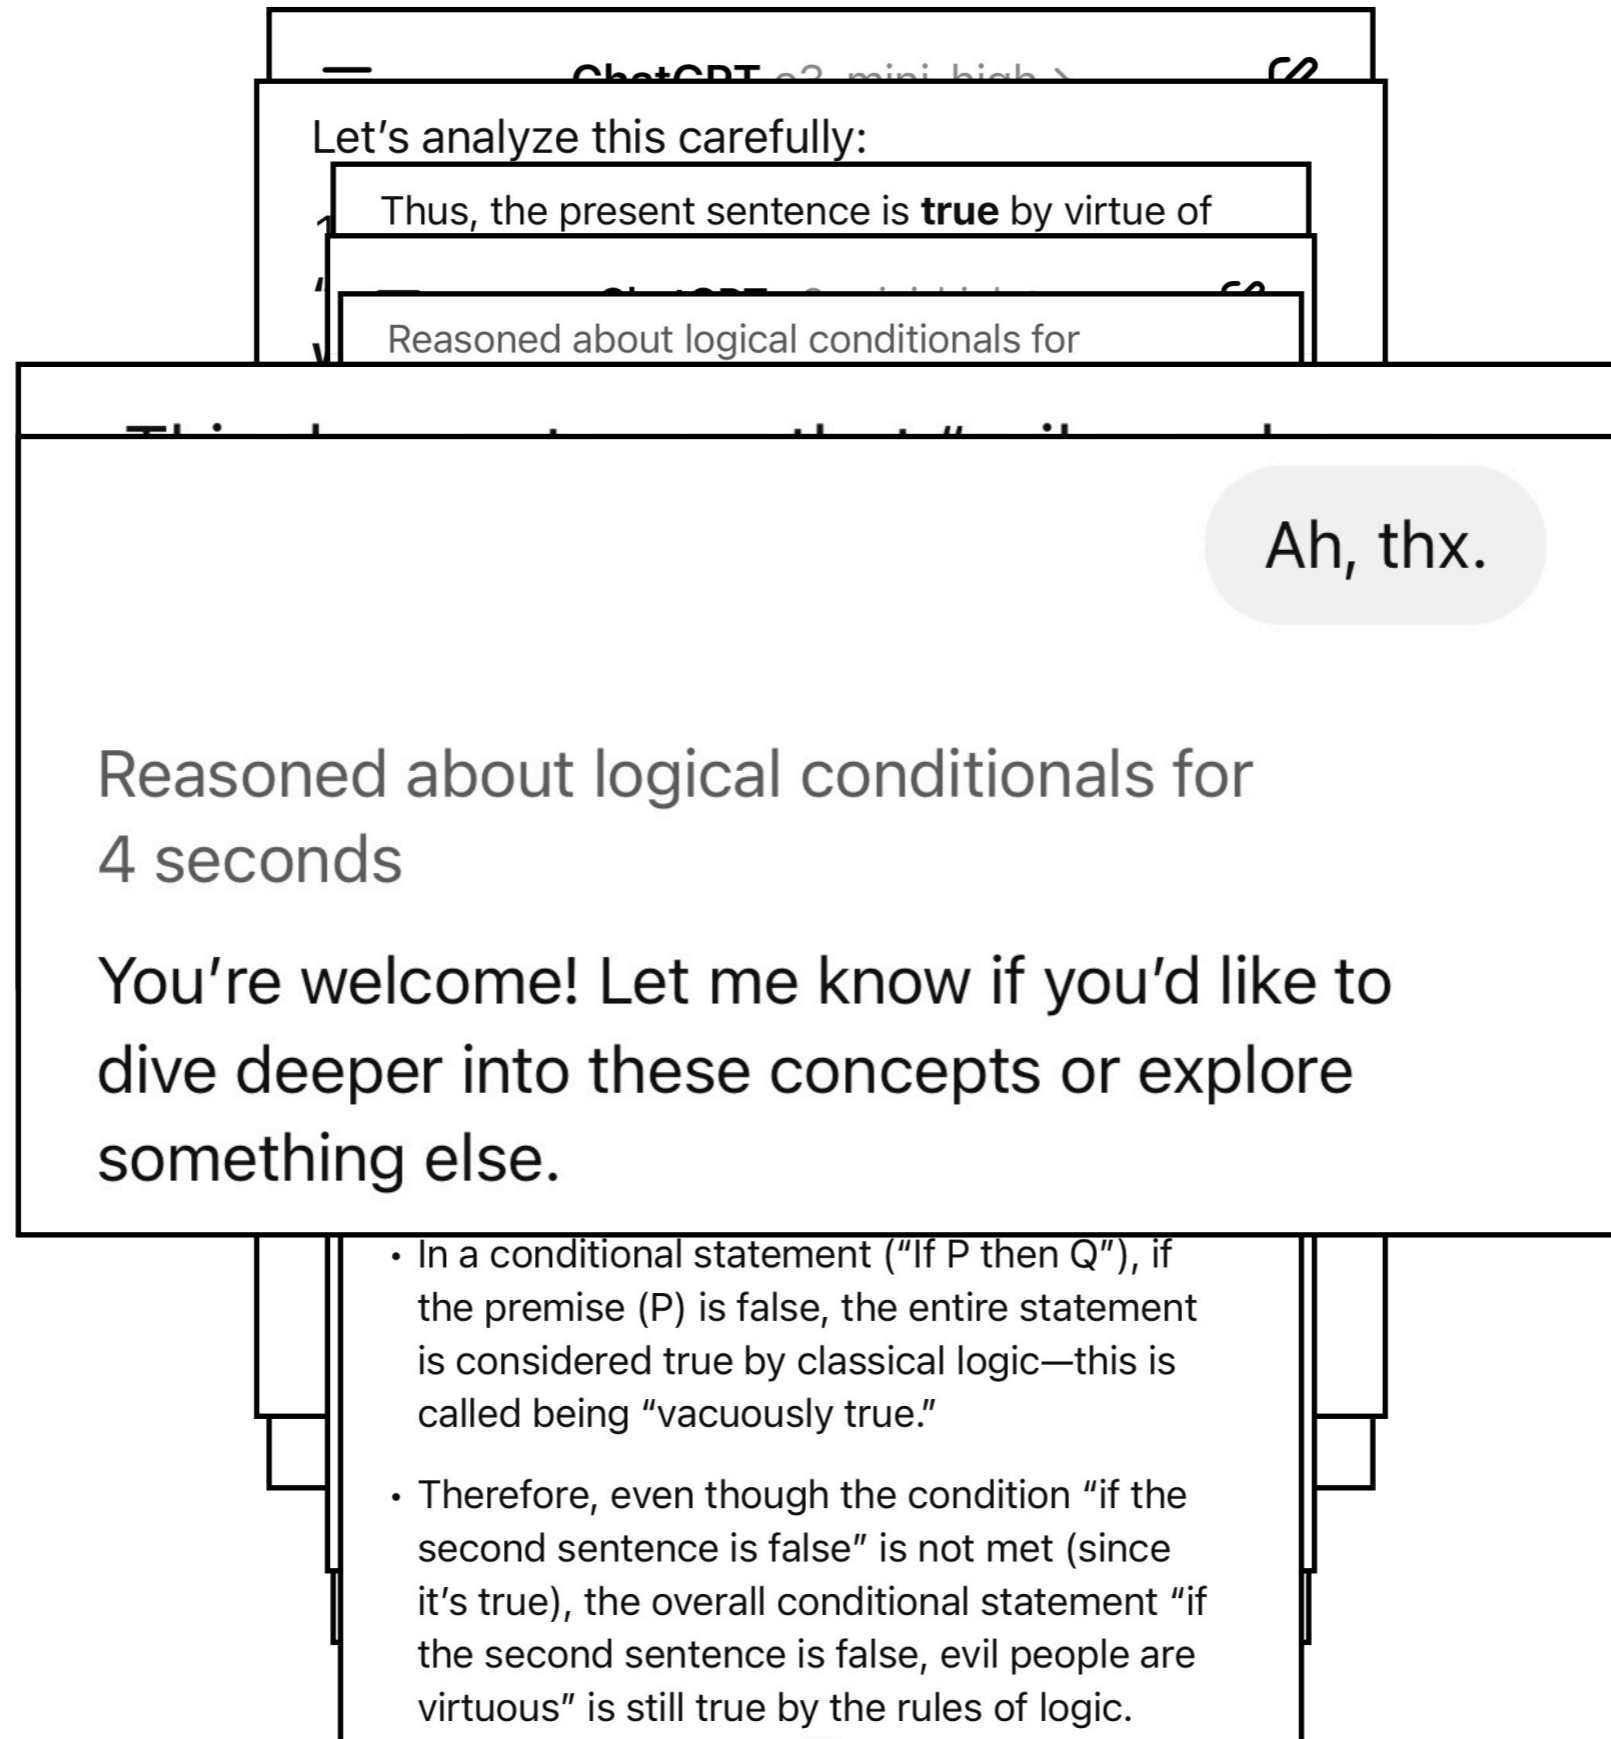 ChatGPT o3-mini-high >
Let’s analyze this carefully:
Thus, the present sentence is true by virtue of
Reasoned about logical conditionals for
Ah, thx.
Reasoned about logical conditionals for
4 seconds
You’re welcome! Let me know if you’d like to
dive deeper into these concepts or explore
something else.
• In a conditional statement (“If P then Q”), if
the premise (P) is false, the entire statement
is considered true by classical logic—this is
called being “vacuously true.”
• Therefore, even though the condition “if the
second sentence is false” is not met (since
it’s true), the overall conditional statement “if
the second sentence is false, evil people are
virtuous” is still true by the rules of logic.